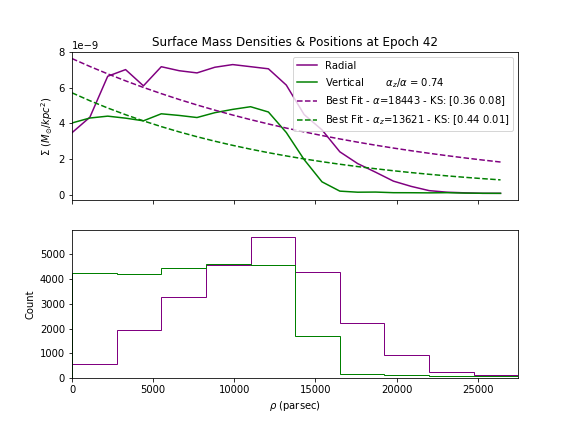 Surface Mass Densities & Positions at Epoch 42
1e−9
8
6
4
2
0
Σ (M⊙/kpc²)
Radial
Vertical αz/α = 0.74
Best Fit - α=18443 - KS: [0.36 0.08]
Best Fit - αz=13621 - KS: [0.44 0.01]
5000
4000
3000
2000
1000
0
Count
0 5000 10000 15000 20000 25000
ρ (parsec)